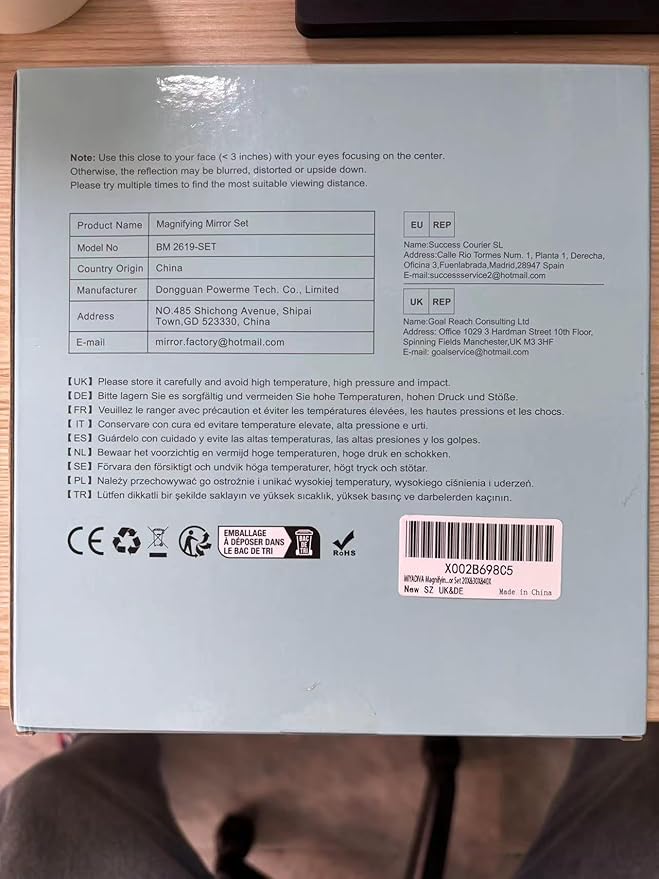 Note: Use this close to your face (< 3 inches) with your eyes focusing on the center.
Otherwise, the reflection may be blurred, distorted or upside down.
Please try multiple times to find the most suitable viewing distance.
Product Name Magnifying Mirror Set
Model No BM 2619-SET
Country Origin China
Manufacturer Dongguan Powerme Tech. Co., Limited
Address NO.485 Shichong Avenue, Shipai
Town,GD 523330, China
E-mail mirror.factory@hotmail.com
EU REP
Name:Success Courier SL
Address:Calle Rio Tormes Num. 1, Planta 1, Derecha,
Oficina 3,Fuenlabrada,Madrid,28947 Spain
E-mail:successservice2@hotmail.com
UK REP
Name:Goal Reach Consulting Ltd
Address: Office 1029 3 Hardman Street 10th Floor,
Spinning Fields Manchester,UK M3 3HF
E-mail: goalservice@hotmail.com
【UK】Please store it carefully and avoid high temperature, high pressure and impact.
【DE】Bitte lagern Sie es sorgfältig und vermeiden Sie hohe Temperaturen, hohen Druck und Stöße.
【FR】Veuillez le ranger avec précaution et éviter les températures élevées, les hautes pressions et les chocs.
【IT】Conservare con cura ed evitare temperature elevate, alta pressione e urti.
【ES】Guárdelo con cuidado y evite las altas temperaturas, las altas presiones y los golpes.
【NL】Bewaar het voorzichtig en vermijd hoge temperaturen, hoge druk en schokken.
【SE】Förvara den försiktigt och undvik höga temperaturer, högt tryck och stötar.
【PL】Należy przechowywać go ostrożnie i unikać wysokiej temperatury, wysokiego ciśnienia i uderzeń.
【TR】Lütfen dikkatli bir şekilde saklayın ve yüksek sıcaklık, yüksek basınç ve darbelerden kaçının.
CE
EMBALLAGE
À DÉPOSER DANS
LE BAC DE TRI
BAC
DE
TRI
RoHS
X002B698C5
MIYADIVA Magnifyin...or Set 20X&30X&40X
New SZ UK&DE Made in China